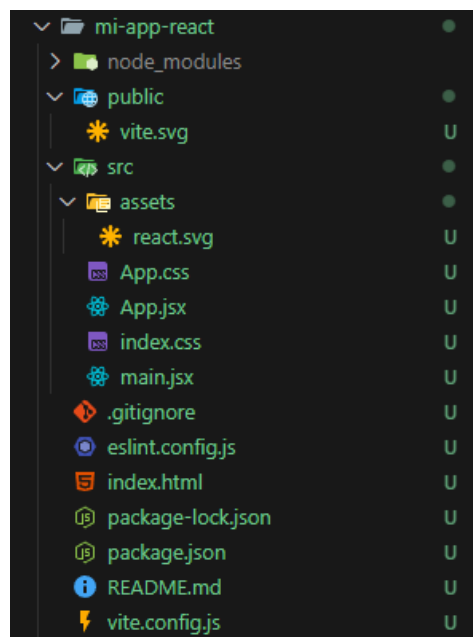 mi-app-react
node_modules
public
vite.svg U
src
assets
react.svg U
App.css U
App.jsx U
index.css U
main.jsx U
.gitignore U
eslint.config.js U
index.html U
package-lock.json U
package.json U
README.md U
vite.config.js U